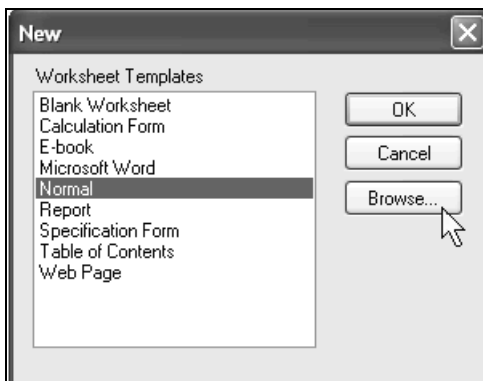 New
Worksheet Templates
Blank Worksheet
Calculation Form
E-book
Microsoft Word
Normal
Report
Specification Form
Table of Contents
Web Page
OK
Cancel
Browse...